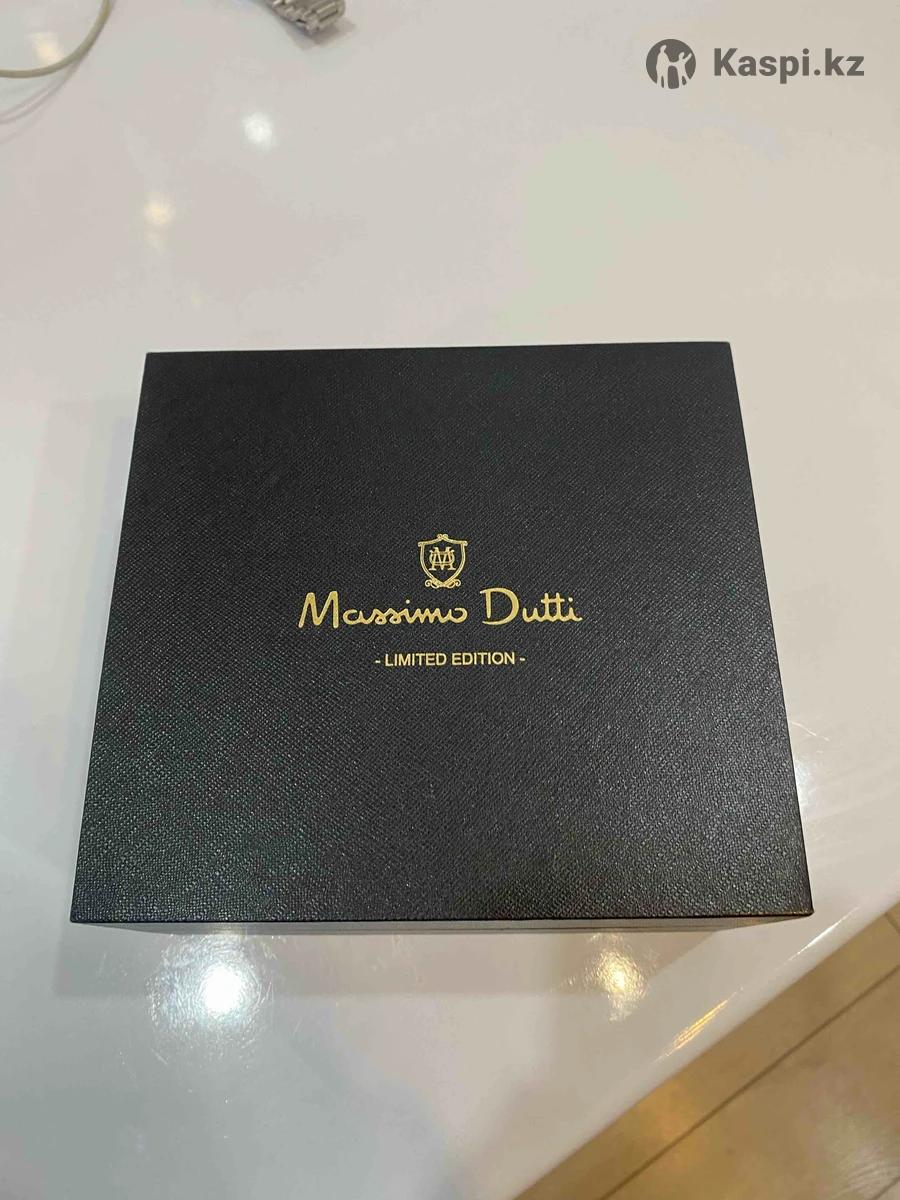 Kaspi.kz
M
Massimo Dutti
- LIMITED EDITION -